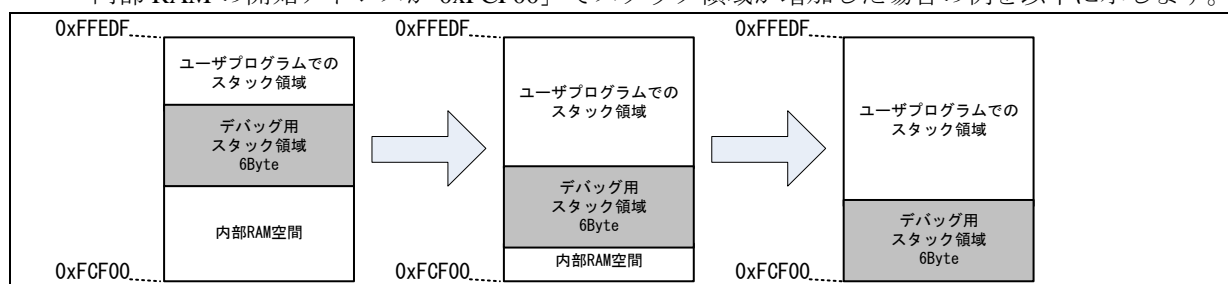 内部 RAM の開始アドレスが「0xFCF00」でスタック領域が増加した場合の例を以下に示します。
0xFFEDF
ユーザプログラムでの
スタック領域
デバッグ用
スタック領域
6Byte
内部RAM空間
0xFCF00
0xFFEDF
ユーザプログラムでの
スタック領域
デバッグ用
スタック領域
6Byte
内部RAM空間
0xFCF00
0xFFEDF
ユーザプログラムでの
スタック領域
デバッグ用
スタック領域
6Byte
0xFCF00